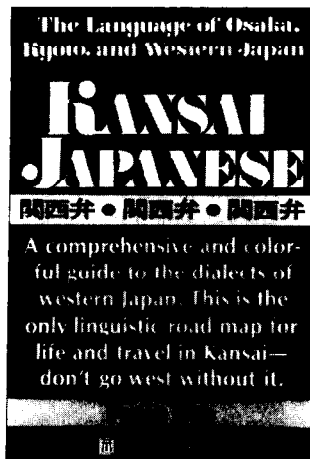 The Language of Osaka,
Kyoto, and Western Japan
KANSAI
JAPANESE
関西弁 ● 関西弁 ● 関西弁
A comprehensive and color-
ful guide to the dialects of
western Japan. This is the
only linguistic road map for
life and travel in Kansai—
don't go west without it.